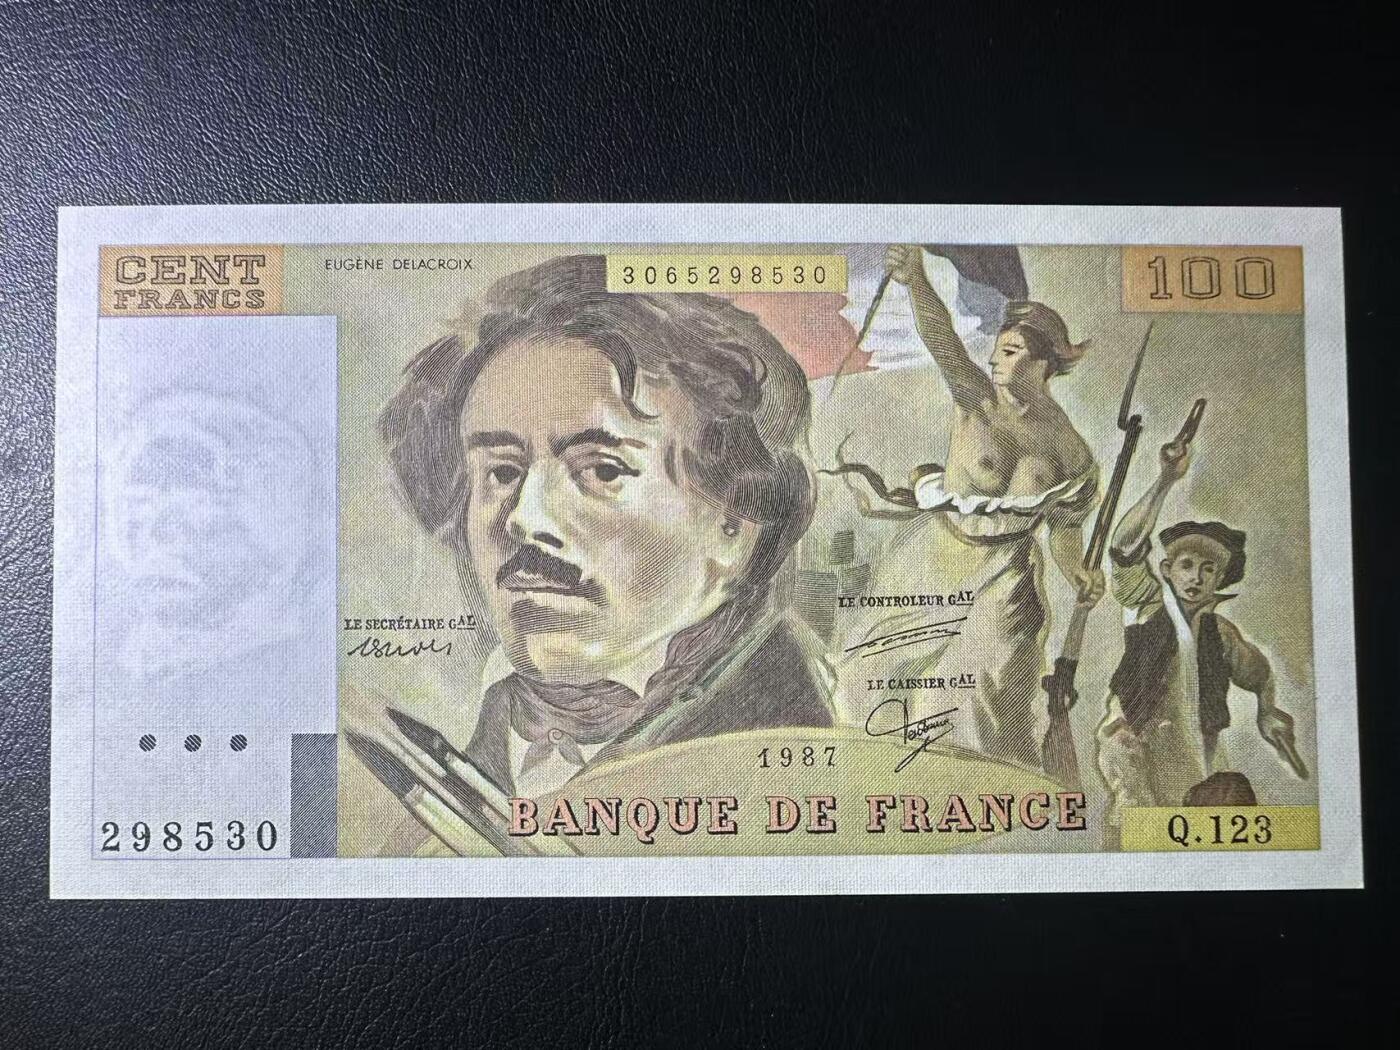 CENT
FRANCS
EUGÈNE DELACROIX
3065298530
100
LE CONTROLEUR GAL
LE SECRÉTAIRE GAL
LE CAISSIER GAL
1987
BANQUE DE FRANCE
298530
Q.123